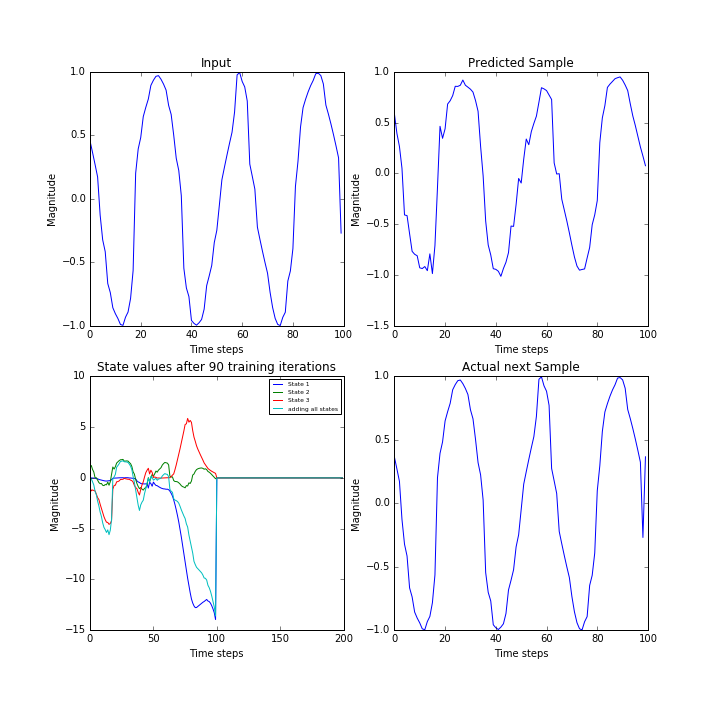 Input
1.0
0.5
0.0
−0.5
−1.0
Magnitude
0 20 40 60 80 100
Time steps
Predicted Sample
1.0
0.5
0.0
−0.5
−1.0
−1.5
Magnitude
0 20 40 60 80 100
Time steps
State values after 90 training iterations
10
5
0
−5
−10
−15
Magnitude
State 1
State 2
State 3
adding all states
0 50 100 150 200
Time steps
Actual next Sample
1.0
0.5
0.0
−0.5
−1.0
Magnitude
0 20 40 60 80 100
Time steps